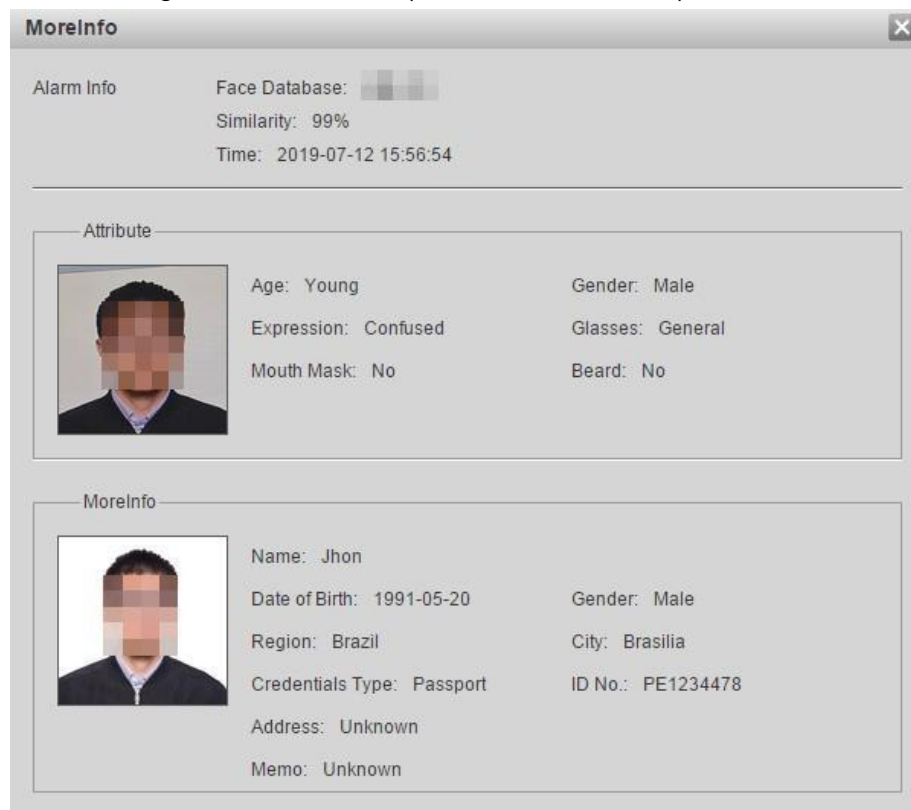 MoreInfo
Alarm Info
Face Database:
Similarity: 99%
Time: 2019-07-12 15:56:54
Attribute
Age: Young Gender: Male
Expression: Confused Glasses: General
Mouth Mask: No Beard: No
MoreInfo
Name: Jhon
Date of Birth: 1991-05-20 Gender: Male
Region: Brazil City: Brasilia
Credentials Type: Passport ID No.: PE1234478
Address: Unknown
Memo: Unknown